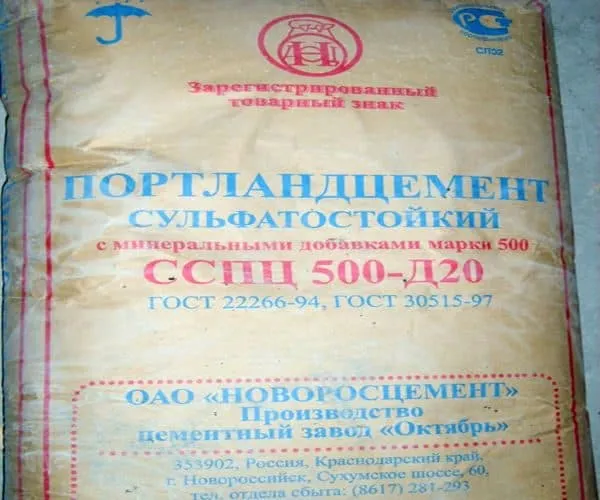 СП02
Зарегистрированный
товарный знак
ПОРТЛАНДЦЕМЕНТ
СУЛЬФАТОСТОЙКИЙ
с минеральными добавками марки 500
ССПЦ 500-Д20
ГОСТ 22266-94, ГОСТ 30515-97
ОАО «НОВОРОСЦЕМЕНТ»
Производство
цементный завод «Октябрь»
353902, Россия, Краснодарский край,
г. Новороссийск, Сухумское шоссе, 60,
тел. отдела сбыта: (8617) 281-293